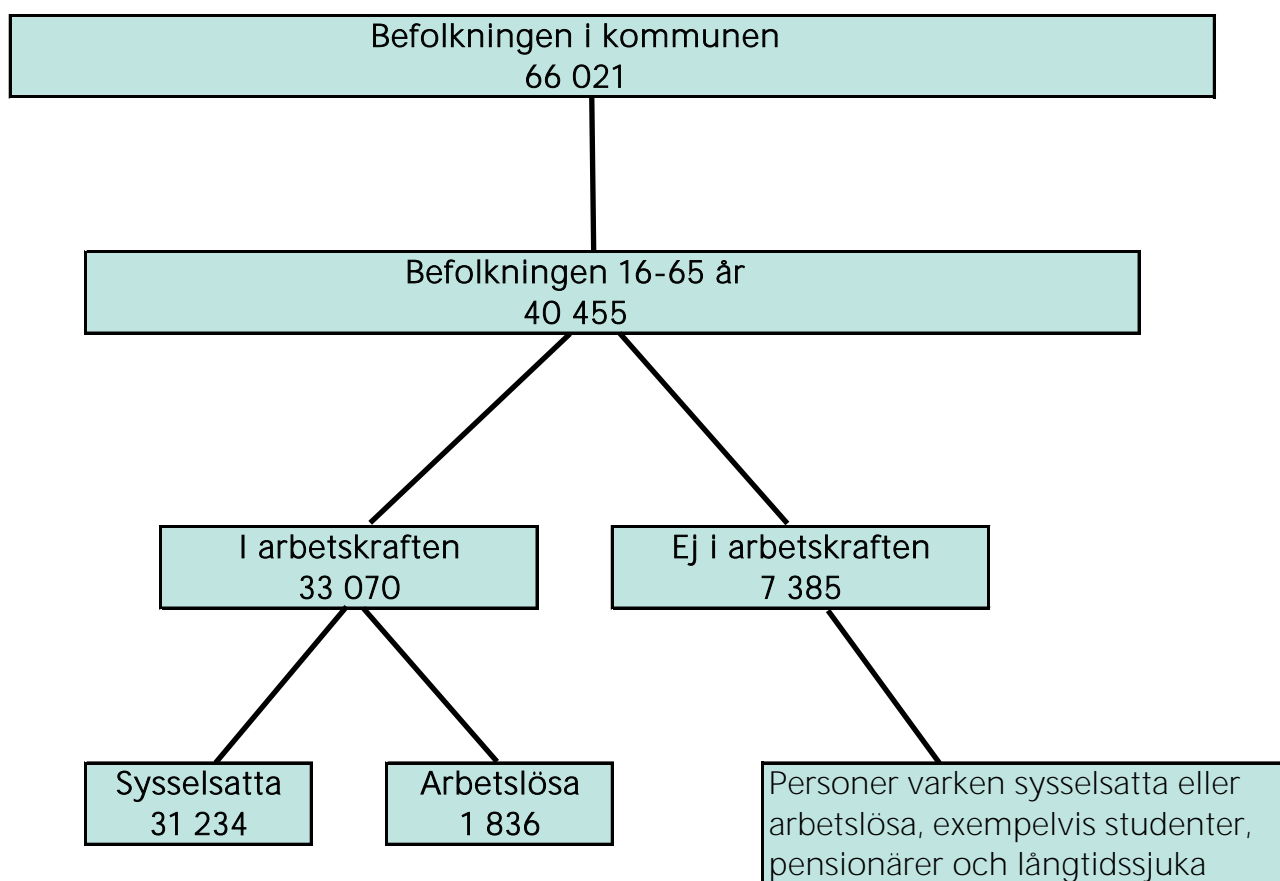 Befolkningen i kommunen
66 021
Befolkningen 16-65 år
40 455
I arbetskraften
33 070
Ej i arbetskraften
7 385
Sysselsatta
31 234
Arbetslösa
1 836
Personer varken sysselsatta eller
arbetslösa, exempelvis studenter,
pensionärer och långtidssjuka